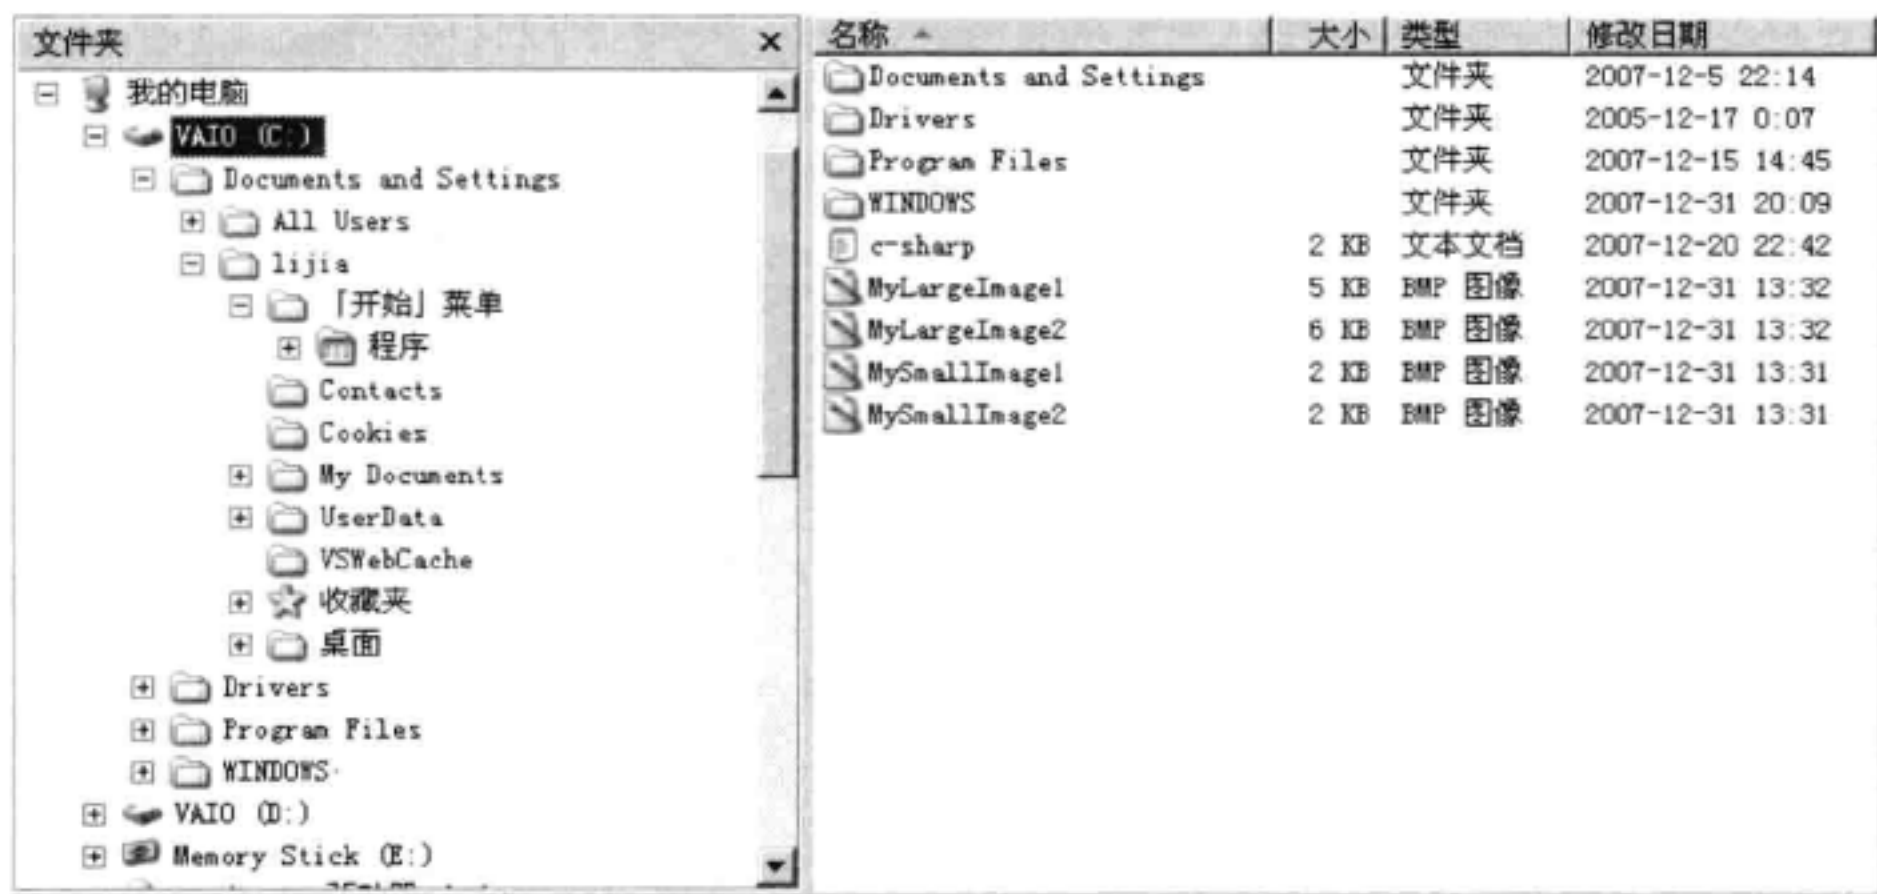 文件夹
我的电脑
VAIO (C:)
Documents and Settings
All Users
lijia
「开始」菜单
程序
Contacts
Cookies
My Documents
UserData
VSWebCache
收藏夹
桌面
Drivers
Program Files
WINDOWS
VAIO (D:)
Memory Stick (E:)
名称 大小 类型 修改日期
Documents and Settings 文件夹 2007-12-5 22:14
Drivers 文件夹 2005-12-17 0:07
Program Files 文件夹 2007-12-15 14:45
WINDOWS 文件夹 2007-12-31 20:09
c-sharp 2 KB 文本文档 2007-12-20 22:42
MyLargeImage1 5 KB BMP 图像 2007-12-31 13:32
MyLargeImage2 6 KB BMP 图像 2007-12-31 13:32
MySmallImage1 2 KB BMP 图像 2007-12-31 13:31
MySmallImage2 2 KB BMP 图像 2007-12-31 13:31